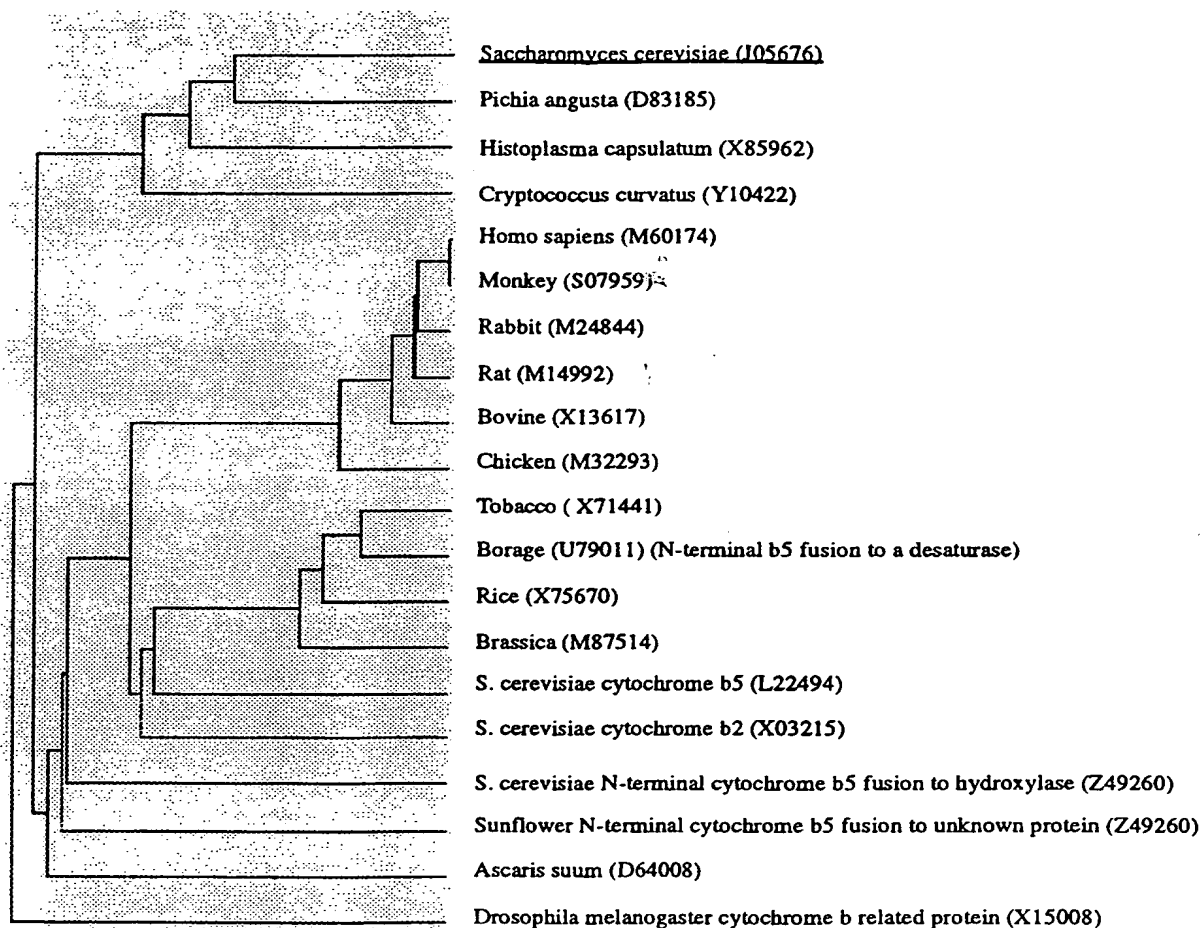 Saccharomyces cerevisiae (J05676)
Pichia angusta (D83185)
Histoplasma capsulatum (X85962)
Cryptococcus curvatus (Y10422)
Homo sapiens (M60174)
Monkey (S07959)
Rabbit (M24844)
Rat (M14992)
Bovine (X13617)
Chicken (M32293)
Tobacco ( X71441)
Borage (U79011) (N-terminal b5 fusion to a desaturase)
Rice (X75670)
Brassica (M87514)
S. cerevisiae cytochrome b5 (L22494)
S. cerevisiae cytochrome b2 (X03215)
S. cerevisiae N-terminal cytochrome b5 fusion to hydroxylase (Z49260)
Sunflower N-terminal cytochrome b5 fusion to unknown protein (Z49260)
Ascaris suum (D64008)
Drosophila melanogaster cytochrome b related protein (X15008)